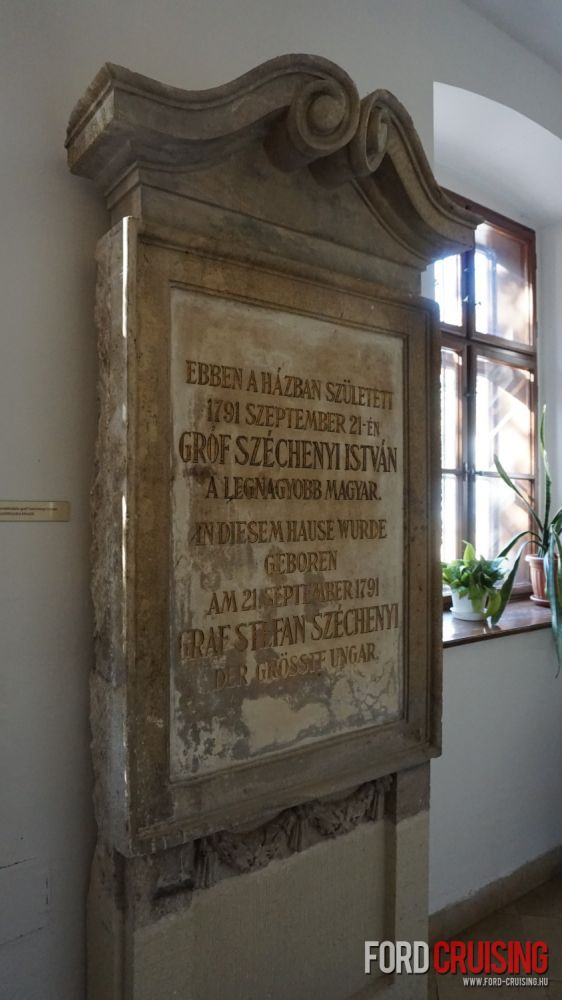 EBBEN A HÁZBAN SZÜLETETT
1791 SZEPTEMBER 21-ÉN
GRÓF SZÉCHENYI ISTVÁN
A LEGNAGYOBB MAGYAR.
IN DIESEM HAUSE WURDE
GEBOREN
AM 21. SEPTEMBER 1791
GRAF STEFAN SZÉCHENYI
DER GRÖSSTE UNGAR.
FORD CRUISING
WWW.FORD-CRUISING.HU